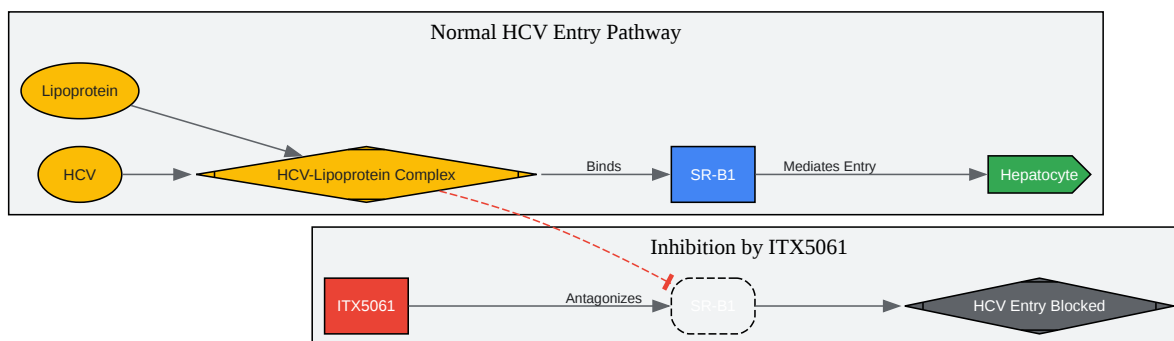 Normal HCV Entry Pathway
Lipoprotein
HCV
HCV-Lipoprotein Complex
Binds
SR-B1
Mediates Entry
Hepatocyte
Inhibition by ITX5061
ITX5061
Antagonizes
SR-B1
HCV Entry Blocked